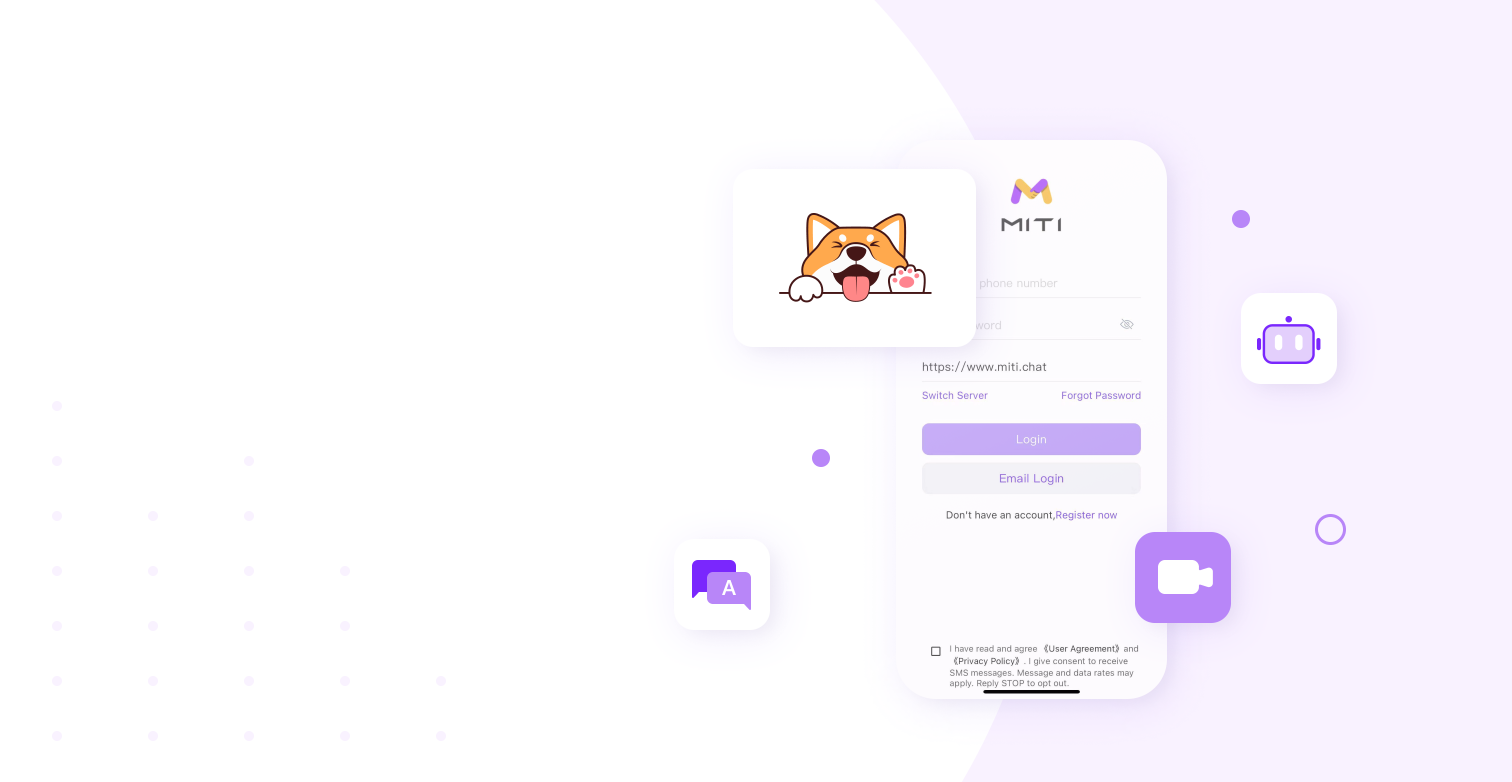 MITI
phone number
word
https://www.miti.chat
Switch Server Forgot Password
Login
Email Login
Don't have an account,Register now
A
I have read and agree 《User Agreement》and
《Privacy Policy》. I give consent to receive
SMS messages. Message and data rates may
apply. Reply STOP to opt out.